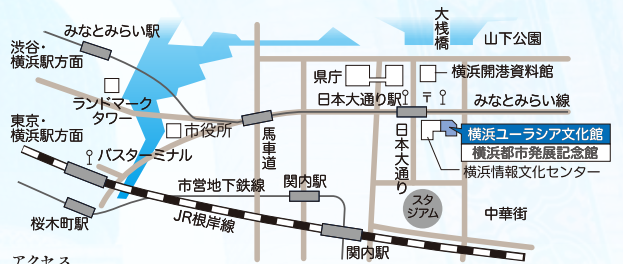 みなとみらい駅
渋谷・
横浜駅方面
ランドマーク
タワー
東京・
横浜駅方面
バスターミナル
桜木町駅
市役所
馬車道
市営地下鉄線
JR根岸線
関内駅
関内駅
大桟橋
山下公園
県庁
横浜開港資料館
日本大通り駅
〒
みなとみらい線
日本大通り
横浜ユーラシア文化館
横浜都市発展記念館
横浜情報文化センター
スタ
ジアム
中華街
アクセス